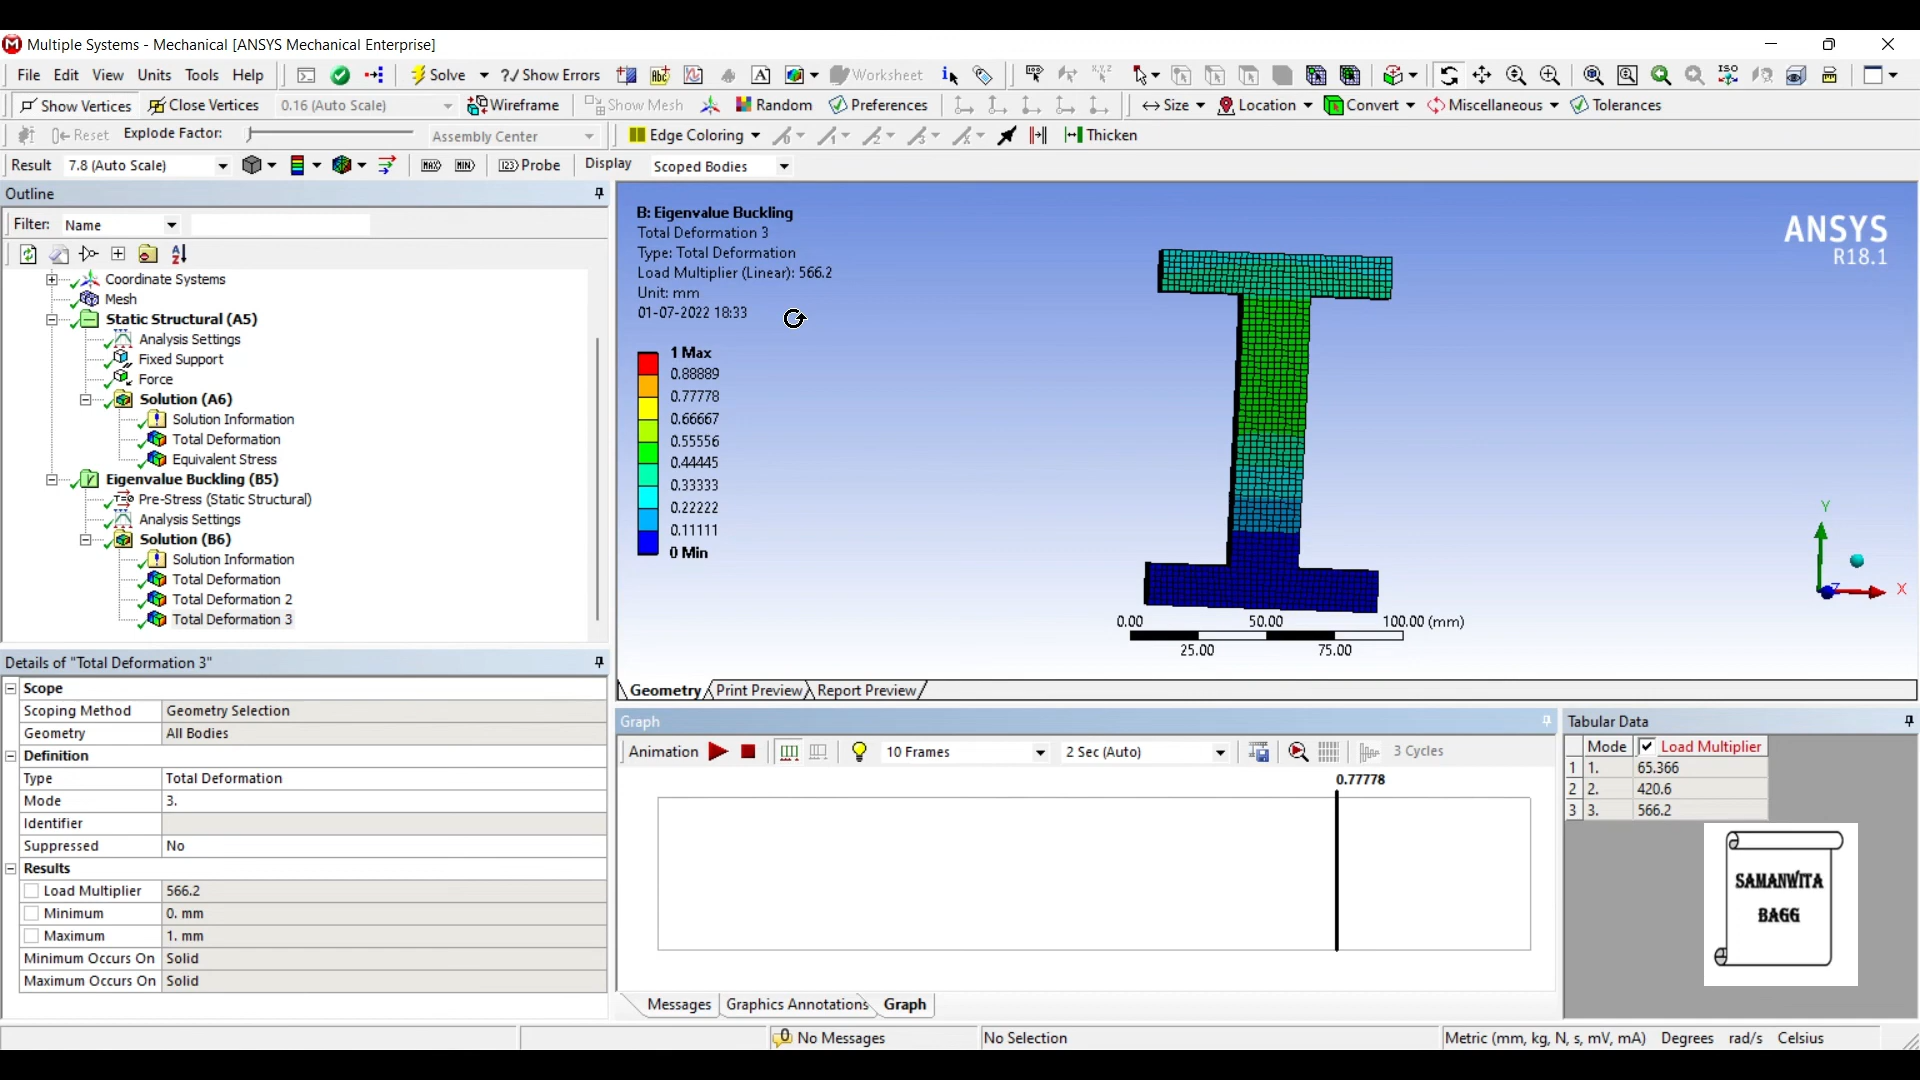 Multiple Systems - Mechanical [ANSYS Mechanical Enterprise]
File Edit View Units Tools Help Solve ?/ Show Errors Worksheet
Show Vertices Close Vertices 0.16 (Auto Scale) Wireframe Show Mesh Random Preferences Size Location Convert Miscellaneous Tolerances
Reset Explode Factor: Assembly Center Edge Coloring Thicken
Result 7.8 (Auto Scale) MAX MIN Probe Display Scoped Bodies
Outline
Filter: Name
Coordinate Systems
Mesh
Static Structural (A5)
Analysis Settings
Fixed Support
Force
Solution (A6)
Solution Information
Total Deformation
Equivalent Stress
Eigenvalue Buckling (B5)
Pre-Stress (Static Structural)
Analysis Settings
Solution (B6)
Solution Information
Total Deformation
Total Deformation 2
Total Deformation 3
Details of "Total Deformation 3"
Scope
Scoping Method Geometry Selection
Geometry All Bodies
Definition
Type Total Deformation
Mode 3.
Identifier
Suppressed No
Results
Load Multiplier 566.2
Minimum 0. mm
Maximum 1. mm
Minimum Occurs On Solid
Maximum Occurs On Solid
B: Eigenvalue Buckling
Total Deformation 3
Type: Total Deformation
Load Multiplier (Linear): 566.2
Unit: mm
01-07-2022 18:33
1 Max
0.88889
0.77778
0.66667
0.55556
0.44445
0.33333
0.22222
0.11111
0 Min
ANSYS
R18.1
Y
X
Z
0.00 50.00 100.00 (mm)
25.00 75.00
Geometry Print Preview Report Preview
Graph
Animation 10 Frames 2 Sec (Auto) 3 Cycles
0.77778
Messages Graphics Annotations Graph
Tabular Data
Mode Load Multiplier
1 1. 65.366
2 2. 420.6
3 3. 566.2
SAMANWITA
BAGG
0 No Messages No Selection Metric (mm, kg, N, s, mV, mA) Degrees rad/s Celsius